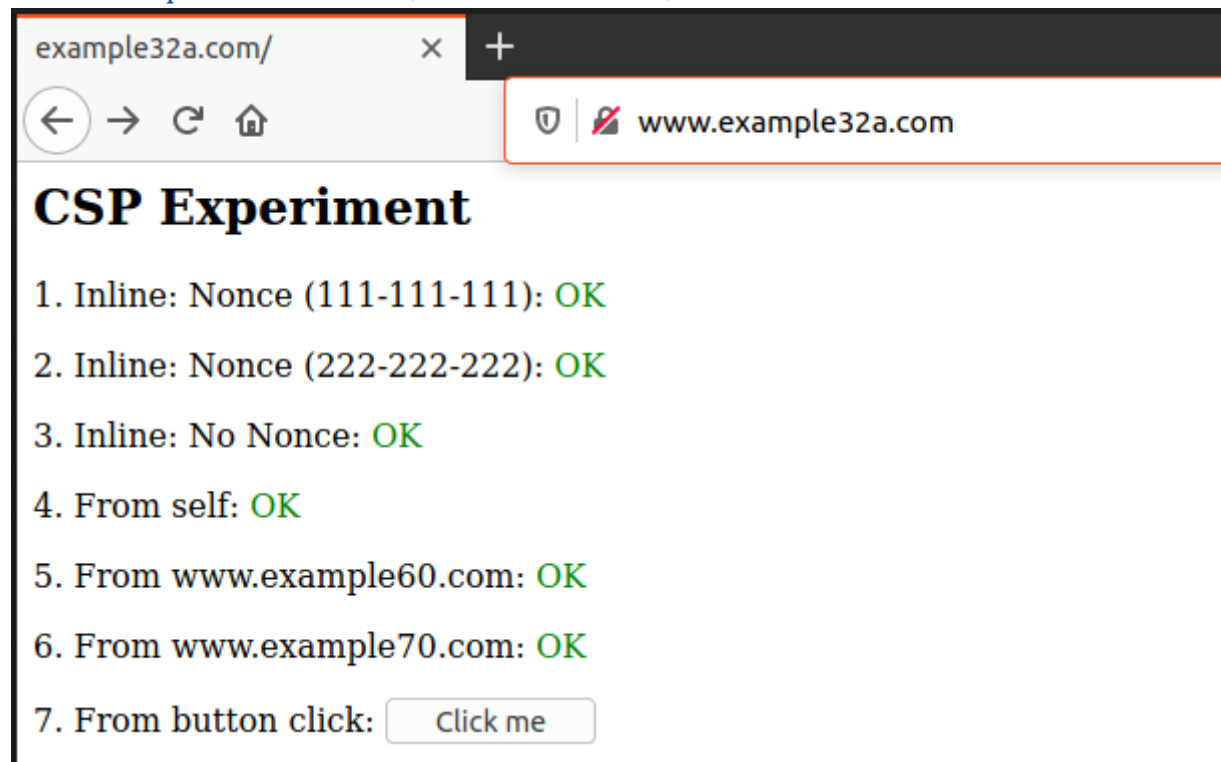 example32a.com/
www.example32a.com
CSP Experiment
1. Inline: Nonce (111-111-111): OK
2. Inline: Nonce (222-222-222): OK
3. Inline: No Nonce: OK
4. From self: OK
5. From www.example60.com: OK
6. From www.example70.com: OK
7. From button click: Click me